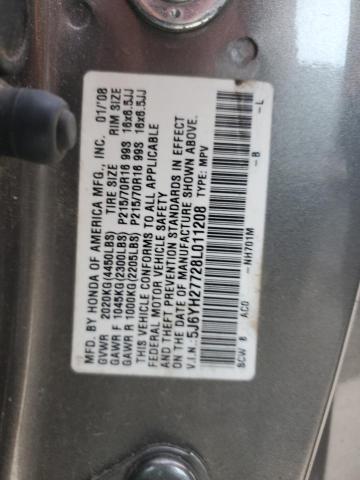 MFD. BY HONDA OF AMERICA MFG., INC. 01/'08
GVWR 2020KG(4450LBS) TIRE SIZE RIM SIZE
GAWR F 1045KG(2300LBS) P215/70R16 99S 16x6.5JJ
GAWR R 1000KG(2205LBS) P215/70R16 99S 16x6.5JJ
THIS VEHICLE CONFORMS TO ALL APPLICABLE
FEDERAL MOTOR VEHICLE SAFETY
AND THEFT PREVENTION STANDARDS IN EFFECT
ON THE DATE OF MANUFACTURE SHOWN ABOVE.
V.I.N.: 5J6YH27728L011208 TYPE: MPV
SCW 8 ACO -NH701M -B -L